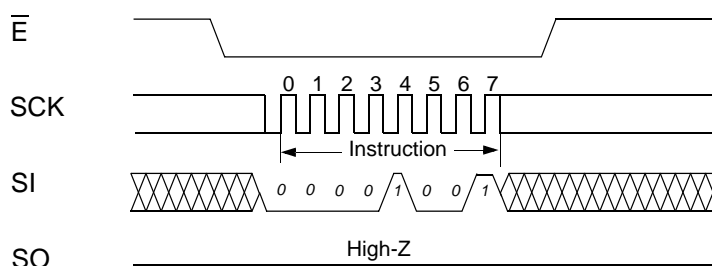 E
SCK
0 1 2 3 4 5 6 7
Instruction
SI
0 0 0 0 1 0 0 1
High-Z
SO